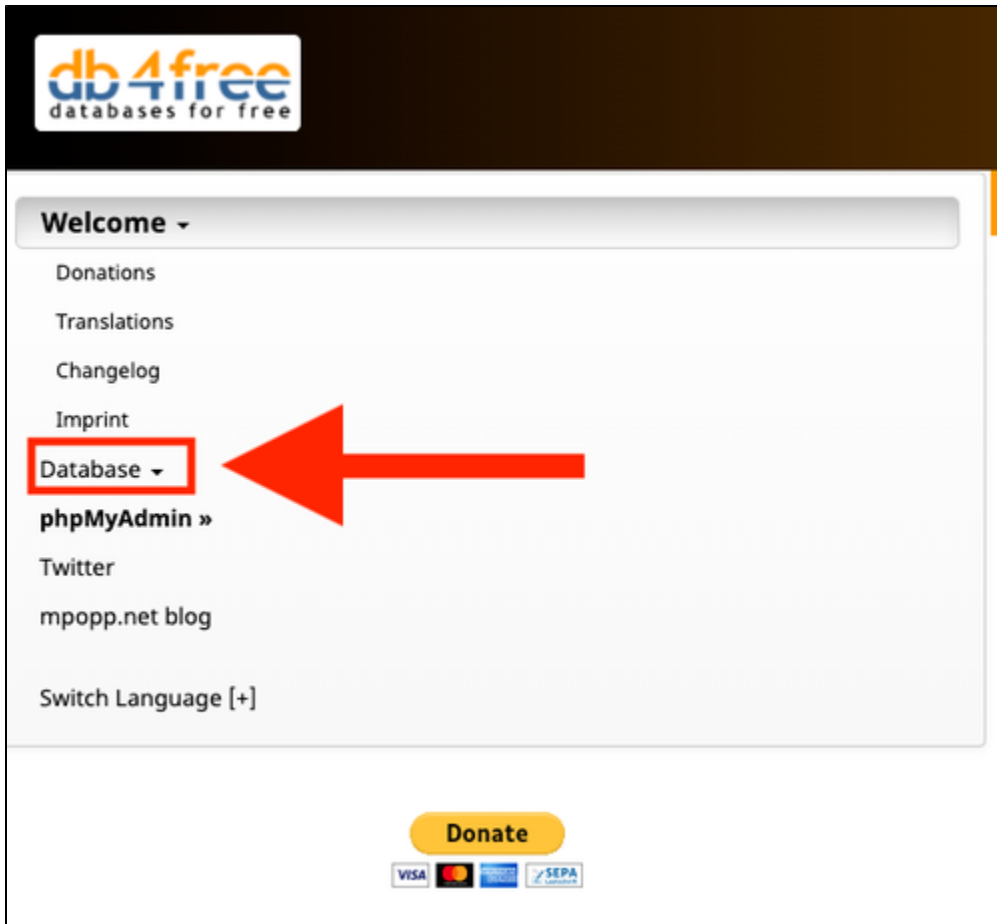 db4free
databases for free
Welcome
Donations
Translations
Changelog
Imprint
Database
phpMyAdmin »
Twitter
mpopp.net blog
Switch Language [+]
Donate
VISA SEPA